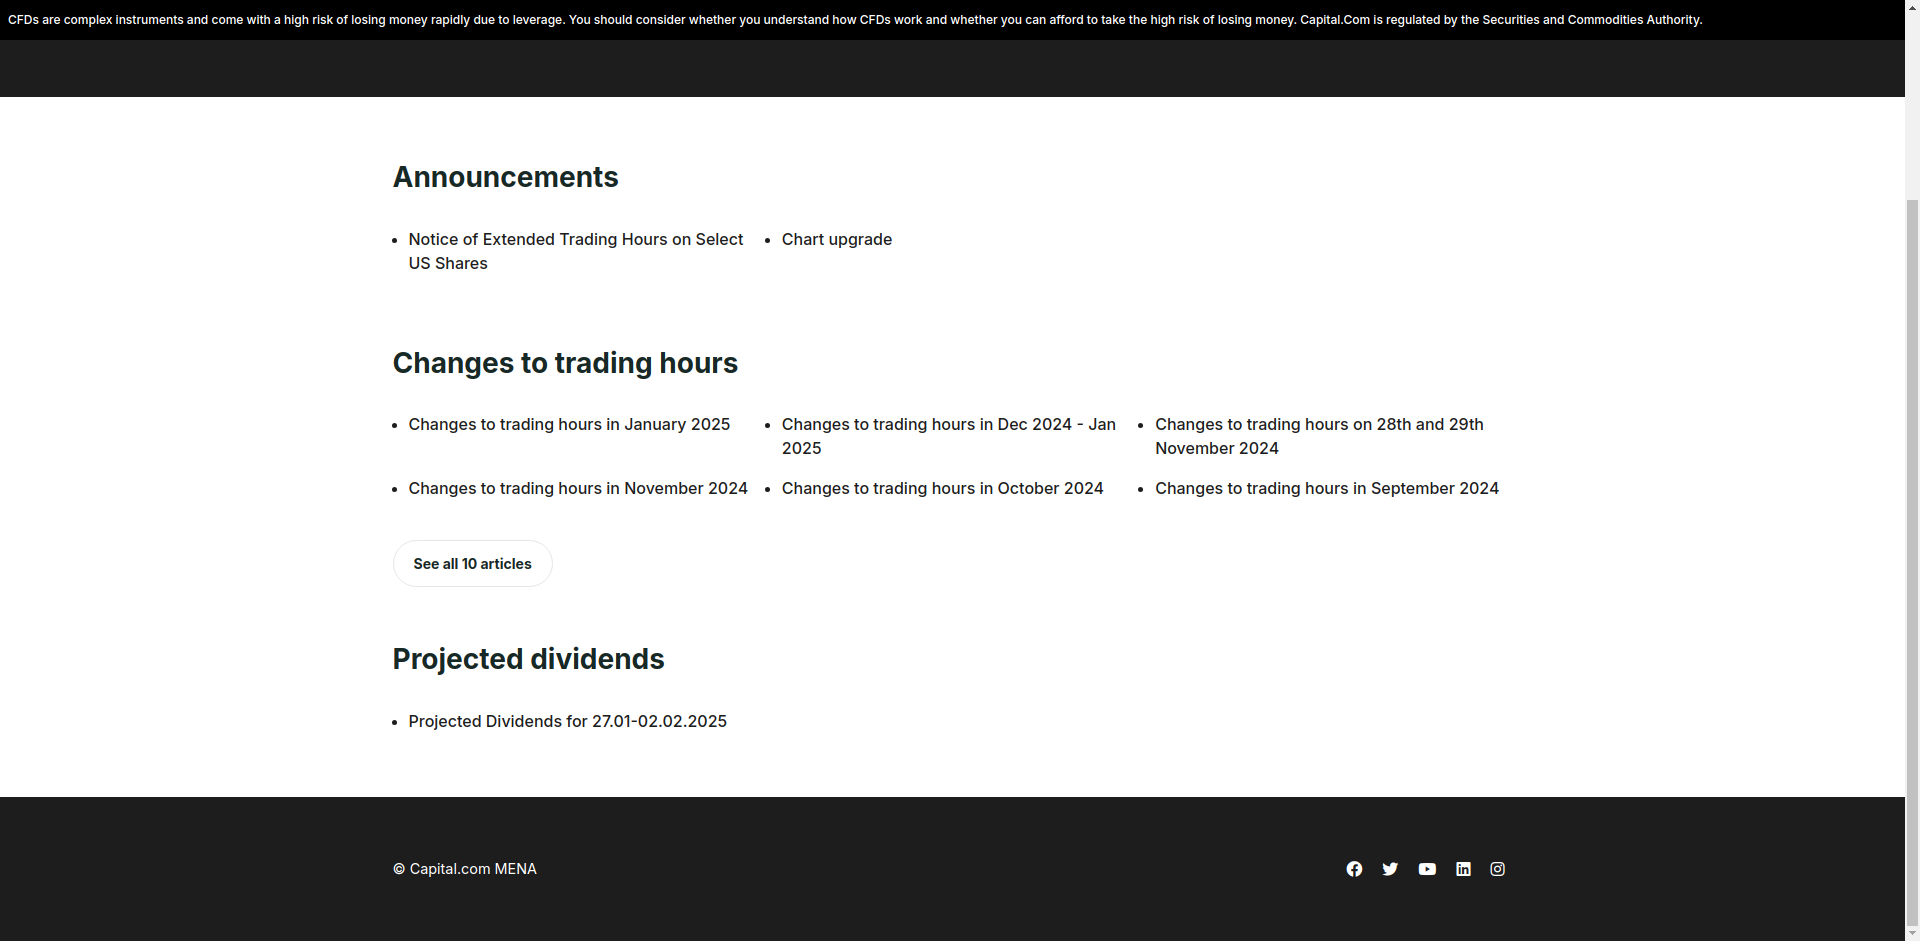 CFDs are complex instruments and come with a high risk of losing money rapidly due to leverage. You should consider whether you understand how CFDs work and whether you can afford to take the high risk of losing money. Capital.Com is regulated by the Securities and Commodities Authority.
Announcements
Notice of Extended Trading Hours on Select
US Shares
Chart upgrade
Changes to trading hours
Changes to trading hours in January 2025
Changes to trading hours in Dec 2024 - Jan
2025
Changes to trading hours on 28th and 29th
November 2024
Changes to trading hours in November 2024
Changes to trading hours in October 2024
Changes to trading hours in September 2024
See all 10 articles
Projected dividends
Projected Dividends for 27.01-02.02.2025
© Capital.com MENA